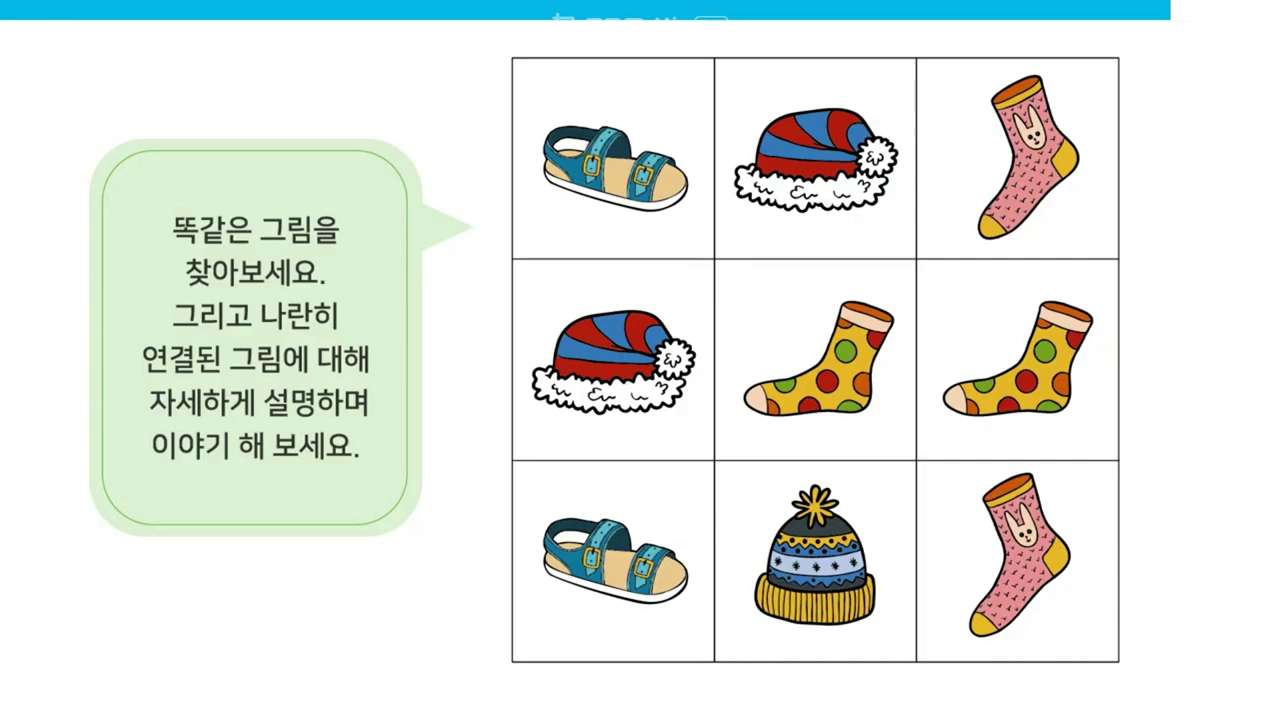 똑같은 그림을
찾아보세요.
그리고 나란히
연결된 그림에 대해
자세하게 설명하며
이야기 해 보세요.